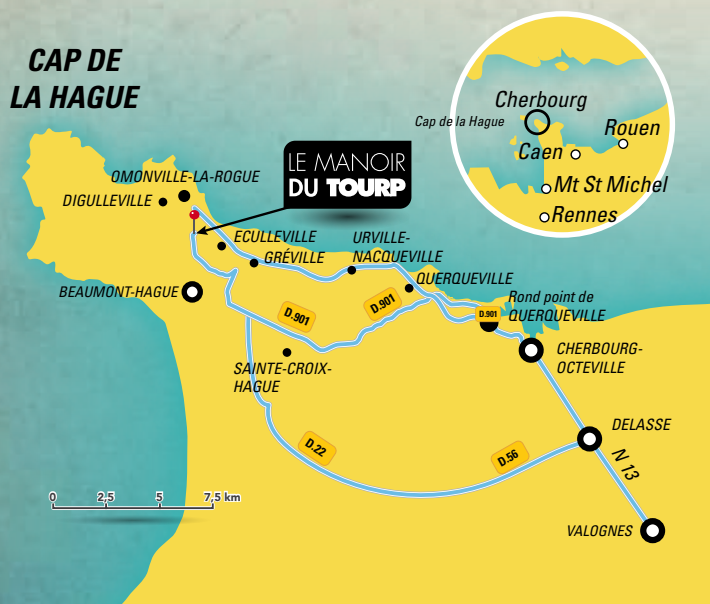 CAP DE
LA HAGUE
Cherbourg
Cap de la Hague
Rouen
Caen
Mt St Michel
Rennes
LE MANOIR
DU TOURP
OMONVILLE-LA-ROGUE
DIGULLEVILLE
ECULLEVILLE
GRÉVILLE
URVILLE-
NACQUEVILLE
QUERQUEVILLE
BEAUMONT-HAGUE
D.901
D.901
D.901
Rond point de
QUERQUEVILLE
CHERBOURG-
OCTEVILLE
SAINTE-CROIX-
HAGUE
DELASSE
D.22
D.56
N 13
0 2,5 5 7,5 km
VALOGNES